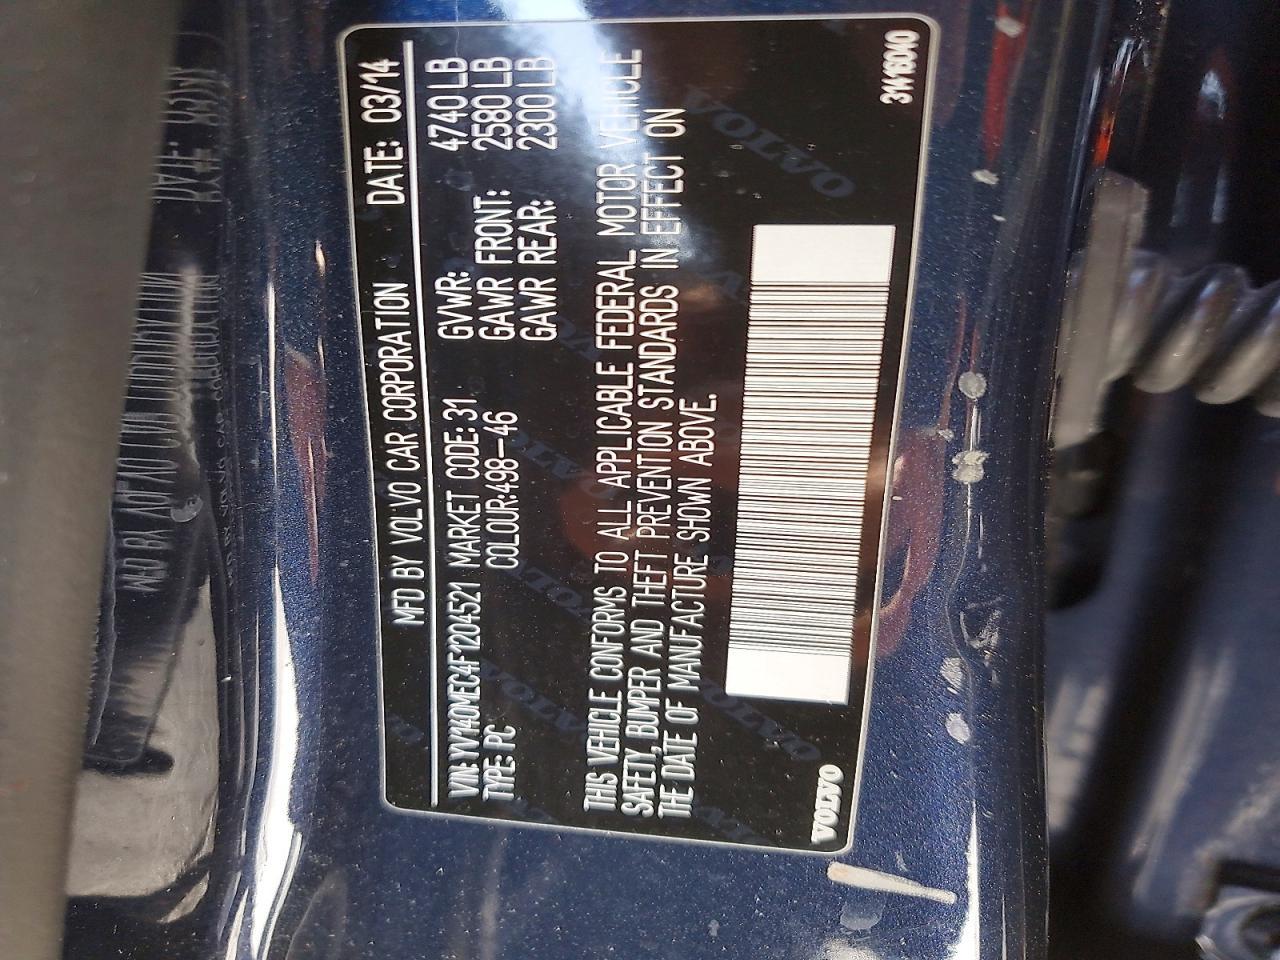 MFD BY VOLVO CAR CORPORATION DATE: 03/14
VIN: YV140MEC4F1204521 MARKET CODE: 31 GVWR: 4740 LB
TYPE: PC COLOUR:498-46 GAWR FRONT: 2580 LB
GAWR REAR: 2300 LB
THIS VEHICLE CONFORMS TO ALL APPLICABLE FEDERAL MOTOR VEHICLE
SAFETY, BUMPER AND THEFT PREVENTION STANDARDS IN EFFECT ON
THE DATE OF MANUFACTURE SHOWN ABOVE.
VOLVO 31416040